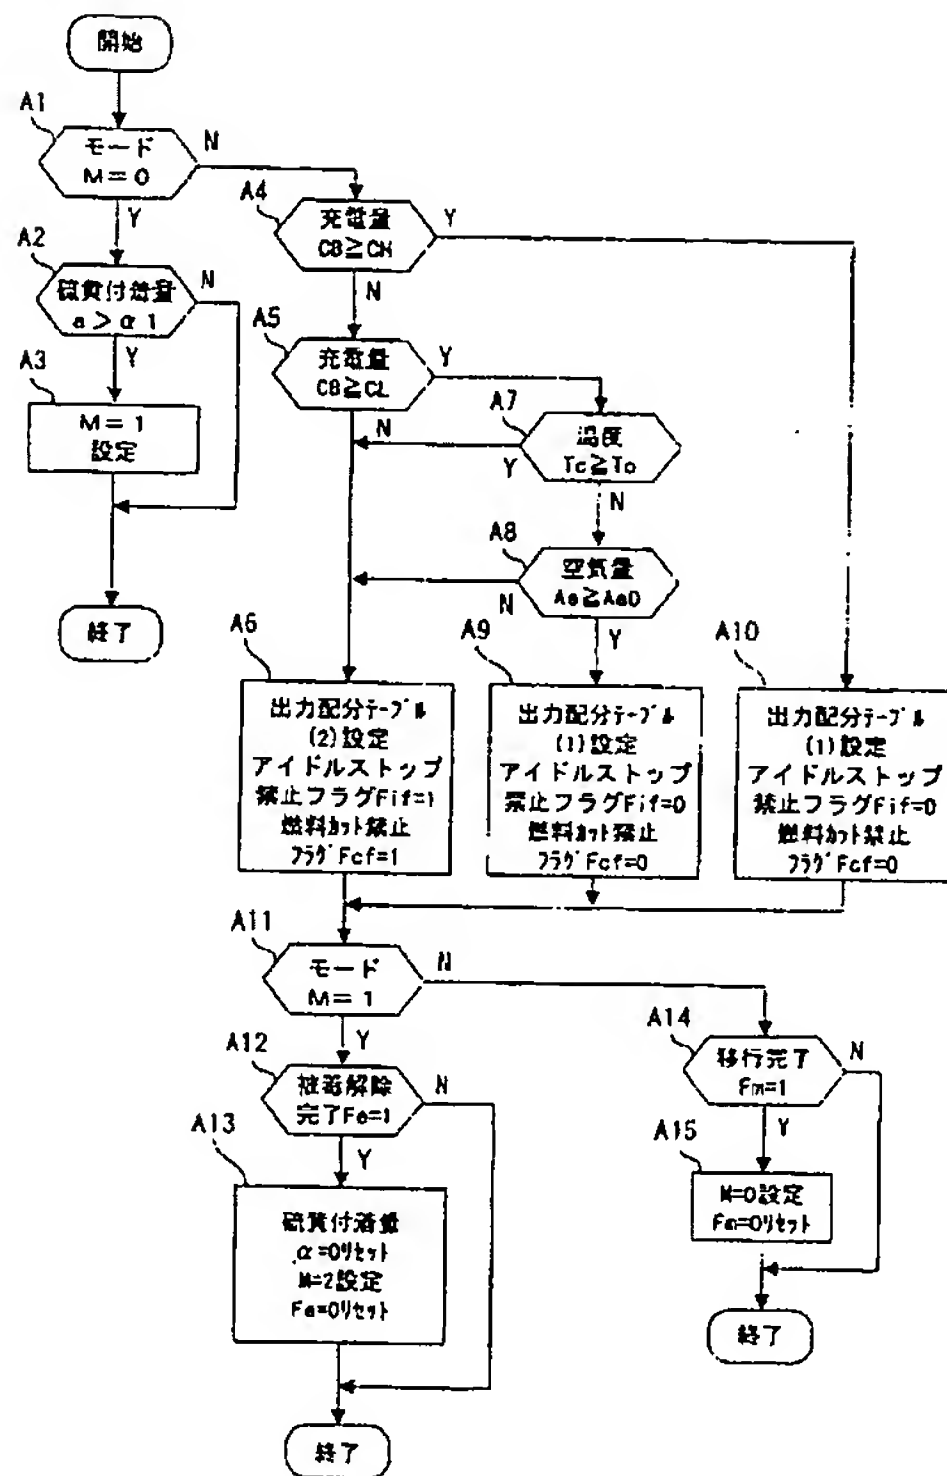 開始
A1
モード
M=0
N
Y
A2
硫黄付着量
a>α1
N
Y
A3
M=1
設定
終了
A4
充電量
CB≧CH
Y
N
A5
充電量
CB≧CL
Y
N
A7
温度
Tc≧To
Y
N
A8
空気量
N
Y
A6
出力配分テーブル
(2)設定
アイドルストップ
禁止フラグFif=1
燃料カット禁止
フラグFcf=1
A9
出力配分テーブル
(1)設定
アイドルストップ
禁止フラグFif=0
燃料カット禁止
フラグFcf=0
A10
出力配分テーブル
(1)設定
アイドルストップ
禁止フラグFif=0
燃料カット禁止
フラグFcf=0
A11
モード
M=1
N
Y
A12
解除
完了Fe=1
N
Y
A13
硫黄付着量
α=0リセット
M=2設定
Fe=0リセット
終了
A14
移行完了
Fm=1
N
Y
A15
M=0設定
Fm=0リセット
終了